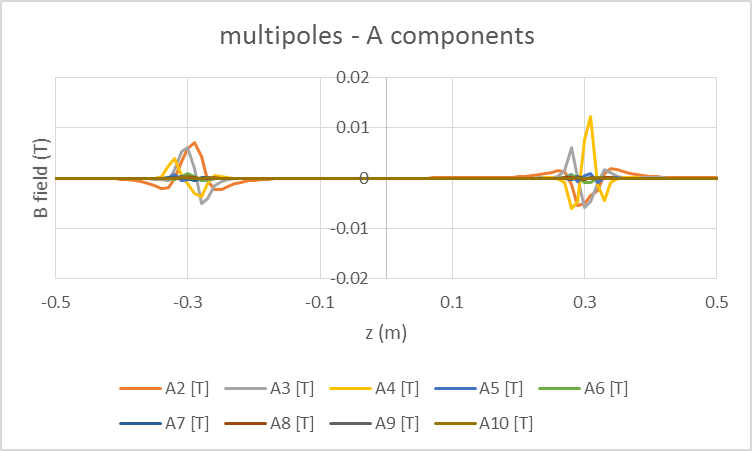 multipoles - A components
0.02
0.01
0
-0.01
-0.02
B field (T)
-0.5 -0.3 -0.1 0.1 0.3 0.5
z (m)
A2 [T] A3 [T] A4 [T] A5 [T] A6 [T]
A7 [T] A8 [T] A9 [T] A10 [T]